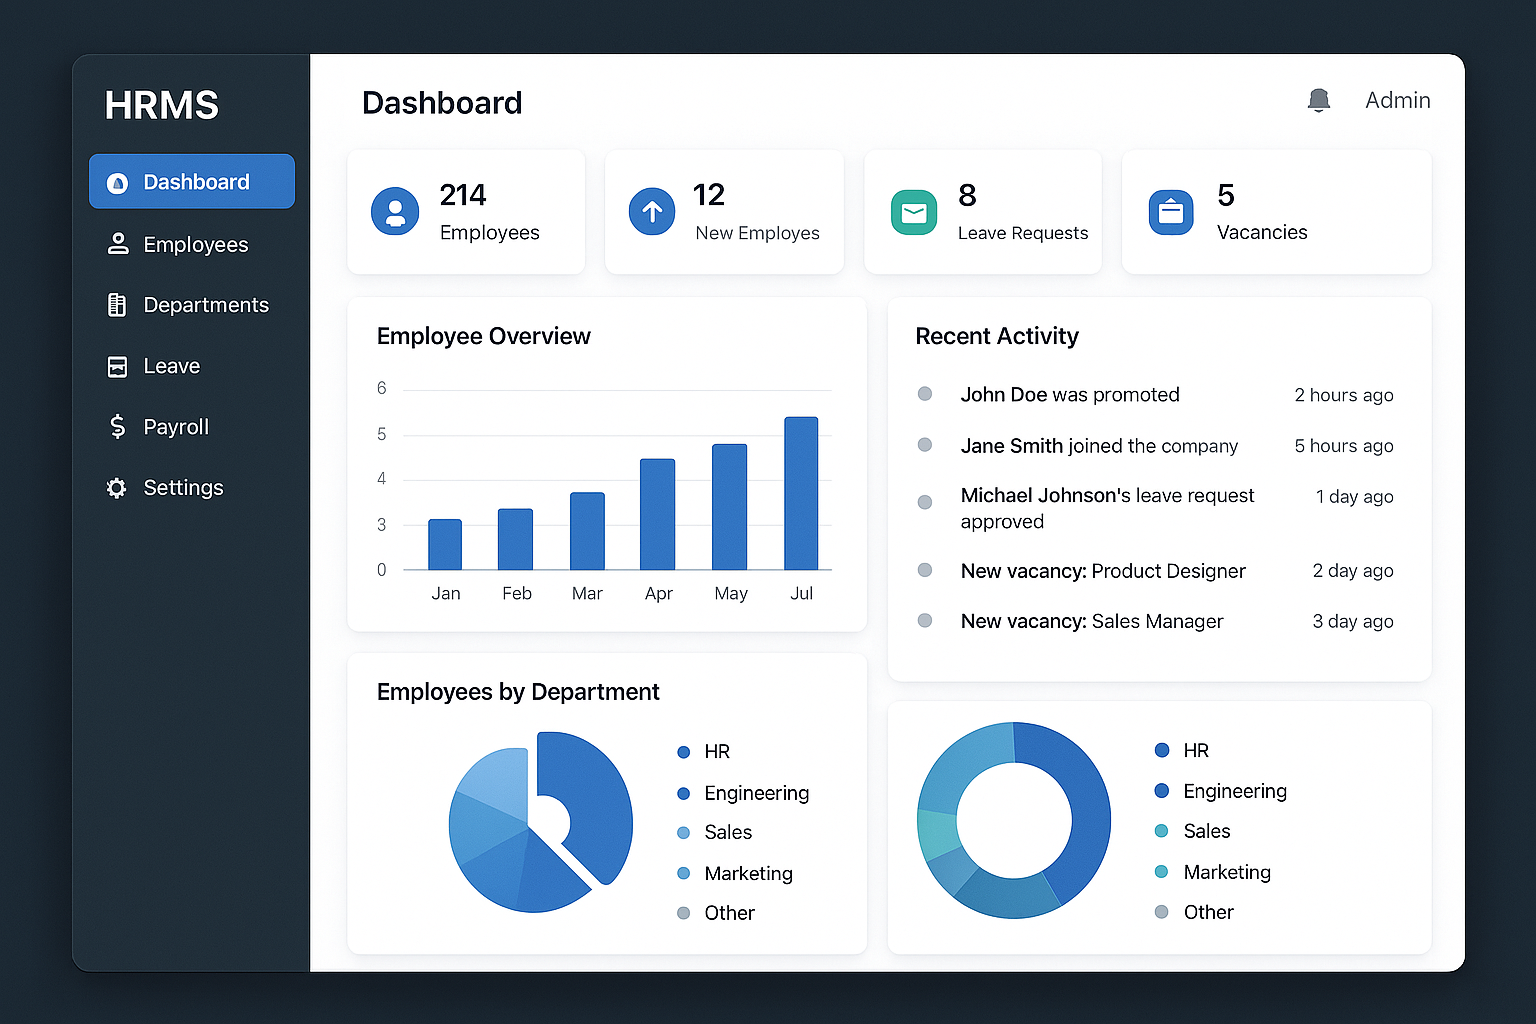 HRMS
Dashboard
Employees
Departments
Leave
Payroll
Settings
Dashboard
Admin
214
Employees
12
New Employes
8
Leave Requests
5
Vacancies
Employee Overview
6
5
4
3
0
Jan Feb Mar Apr May Jul
Recent Activity
John Doe was promoted 2 hours ago
Jane Smith joined the company 5 hours ago
Michael Johnson's leave request 1 day ago
approved
New vacancy: Product Designer 2 day ago
New vacancy: Sales Manager 3 day ago
Employees by Department
HR
Engineering
Sales
Marketing
Other
HR
Engineering
Sales
Marketing
Other